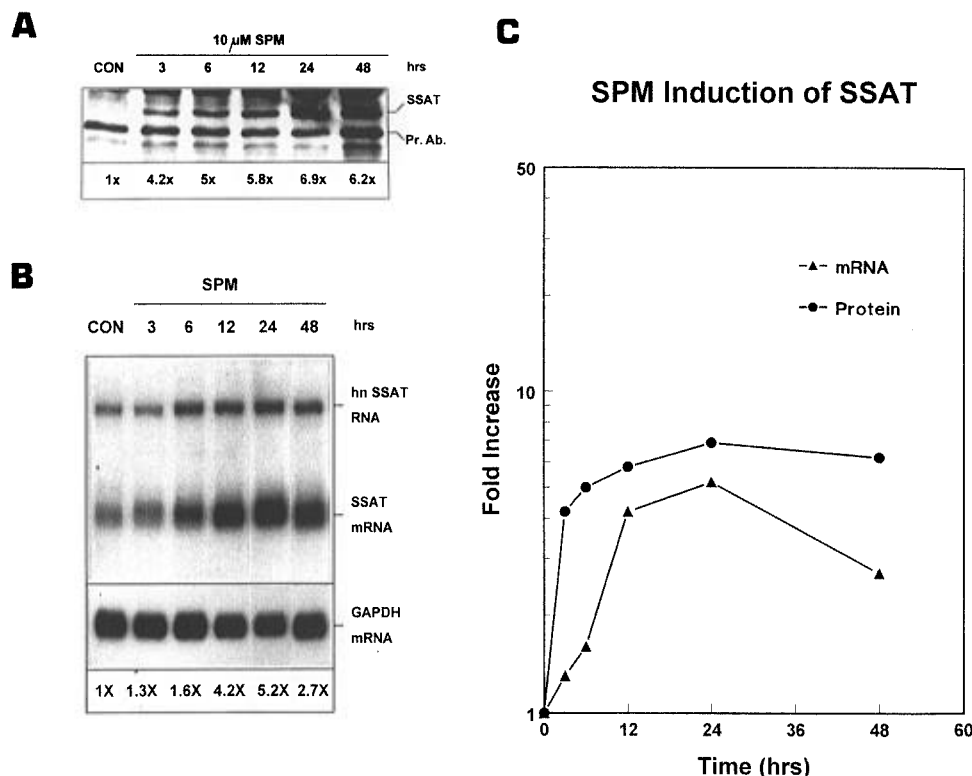 A
10 µM SPM
CON 3 6 12 24 48 hrs
SSAT
Pr. Ab.
1x 4.2x 5x 5.8x 6.9x 6.2x
B
SPM
CON 3 6 12 24 48 hrs
hn SSAT
RNA
SSAT
mRNA
GAPDH
mRNA
1X 1.3X 1.6X 4.2X 5.2X 2.7X
C
SPM Induction of SSAT
50
mRNA
Protein
10
Fold Increase
1
0 12 24 36 48 60
Time (hrs)